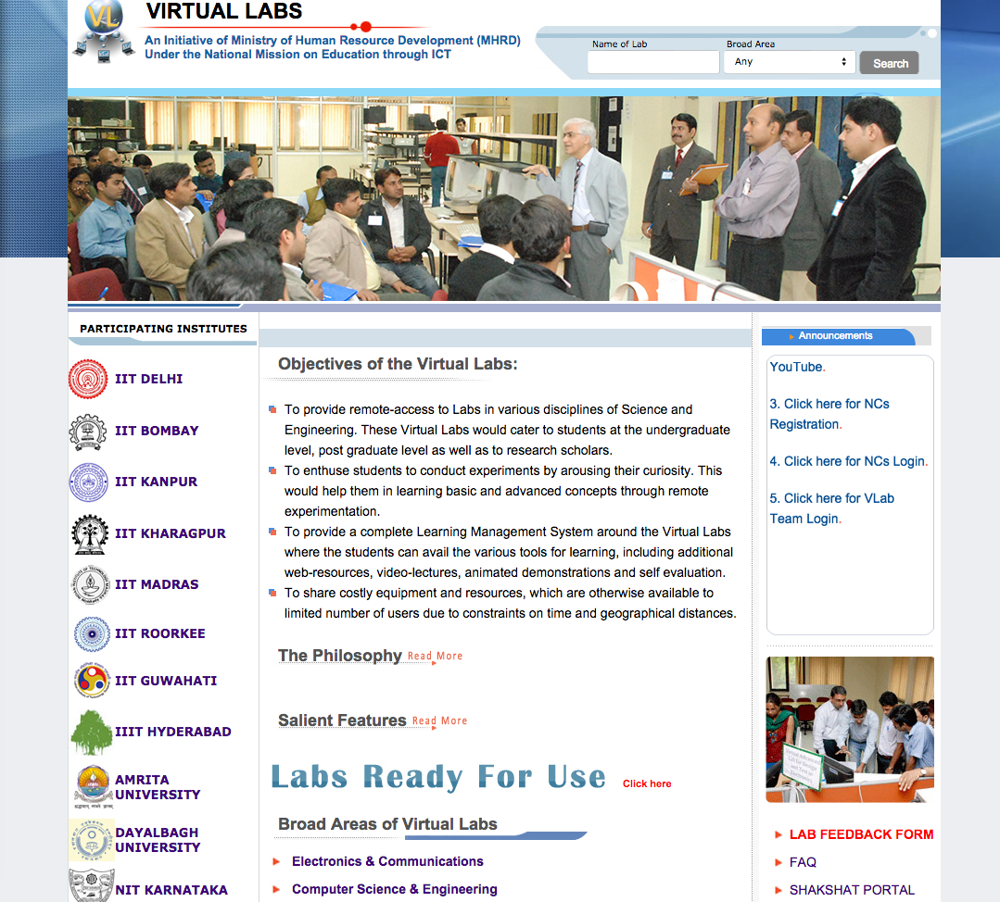 VL
VIRTUAL LABS
An Initiative of Ministry of Human Resource Development (MHRD)
Under the National Mission on Education through ICT
Name of Lab
Broad Area
Any
Search
PARTICIPATING INSTITUTES
IIT DELHI
IIT BOMBAY
IIT KANPUR
IIT KHARAGPUR
IIT MADRAS
IIT ROORKEE
IIT GUWAHATI
IIIT HYDERABAD
AMRITA
UNIVERSITY
DAYALBAGH
UNIVERSITY
NIT KARNATAKA
Objectives of the Virtual Labs:
To provide remote-access to Labs in various disciplines of Science and
Engineering. These Virtual Labs would cater to students at the undergraduate
level, post graduate level as well as to research scholars.
To enthuse students to conduct experiments by arousing their curiosity. This
would help them in learning basic and advanced concepts through remote
experimentation.
To provide a complete Learning Management System around the Virtual Labs
where the students can avail the various tools for learning, including additional
web-resources, video-lectures, animated demonstrations and self evaluation.
To share costly equipment and resources, which are otherwise available to
limited number of users due to constraints on time and geographical distances.
The Philosophy Read More
Salient Features Read More
Labs Ready For Use Click here
Broad Areas of Virtual Labs
Electronics & Communications
Computer Science & Engineering
Announcements
YouTube.
3. Click here for NCs
Registration.
4. Click here for NCs Login.
5. Click here for VLab
Team Login.
LAB FEEDBACK FORM
FAQ
SHAKSHAT PORTAL